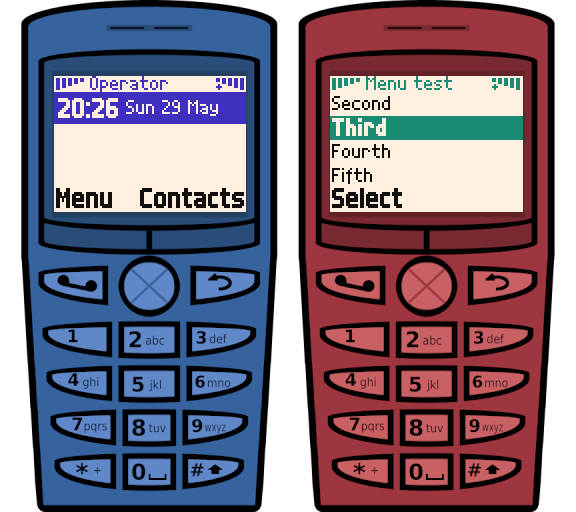 Operator
20:26 Sun 29 May
Menu Contacts
1
2 abc
3 def
4 ghi
5 jkl
6 mno
7 pqrs
8 tuv
9 wxyz
* +
0
#
Menu test
Second
Third
Fourth
Fifth
Select
1
2 abc
3 def
4 ghi
5 jkl
6 mno
7 pqrs
8 tuv
9 wxyz
* +
0
#